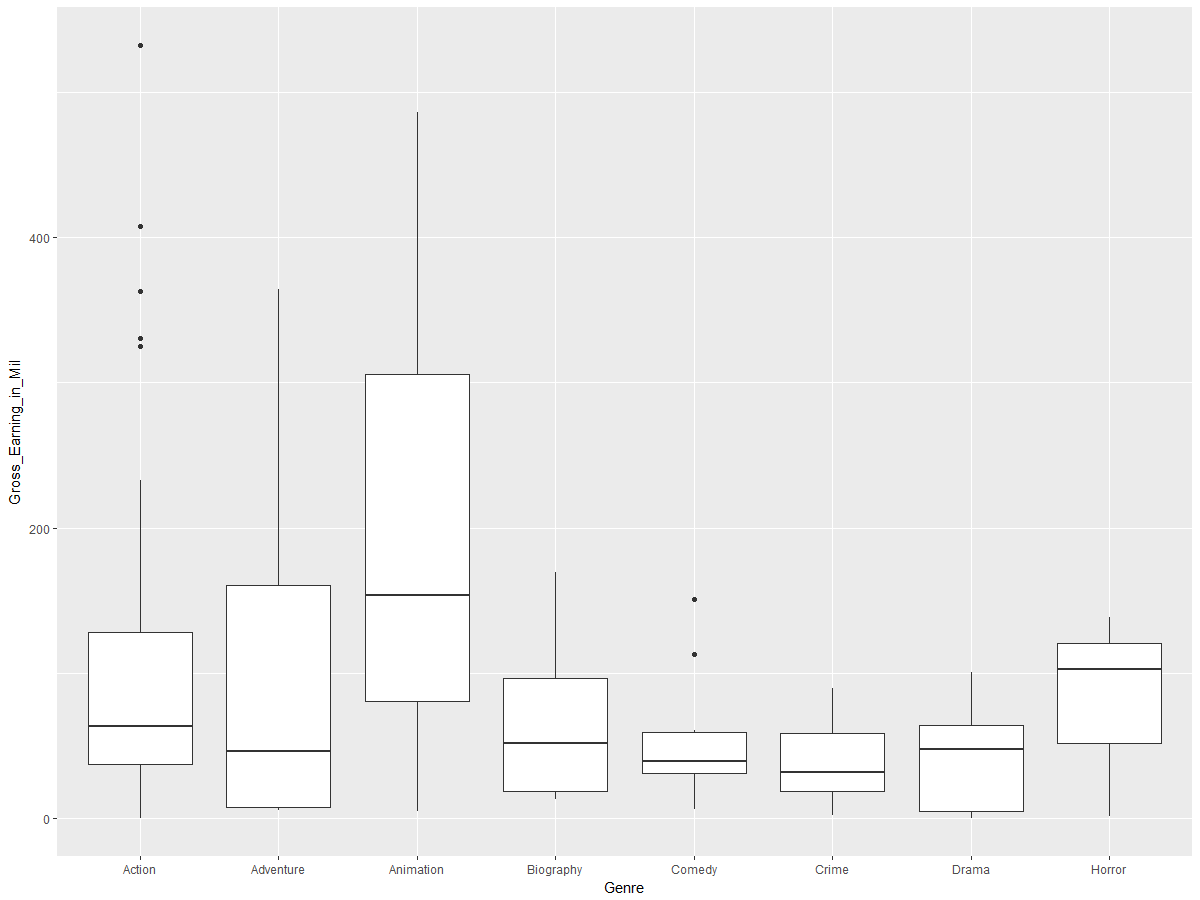 Gross_Earning_in_Mil
400
200
0
Action Adventure Animation Biography Comedy Crime Drama Horror
Genre